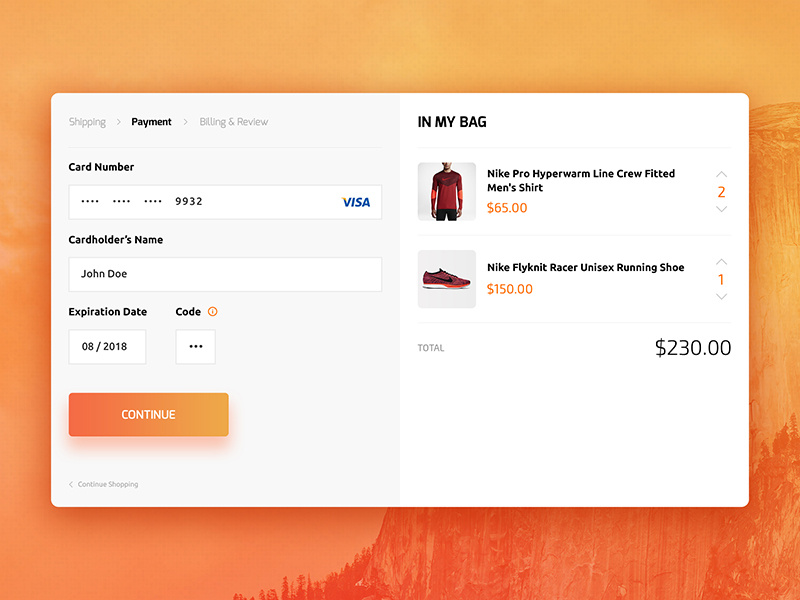 Shipping > Payment > Billing & Review
Card Number
•••• •••• •••• 9932 VISA
Cardholder’s Name
John Doe
Expiration Date Code
08 / 2018 •••
CONTINUE
Continue Shopping
IN MY BAG
Nike Pro Hyperwarm Line Crew Fitted
Men's Shirt
$65.00
2
Nike Flyknit Racer Unisex Running Shoe
$150.00
1
TOTAL $230.00